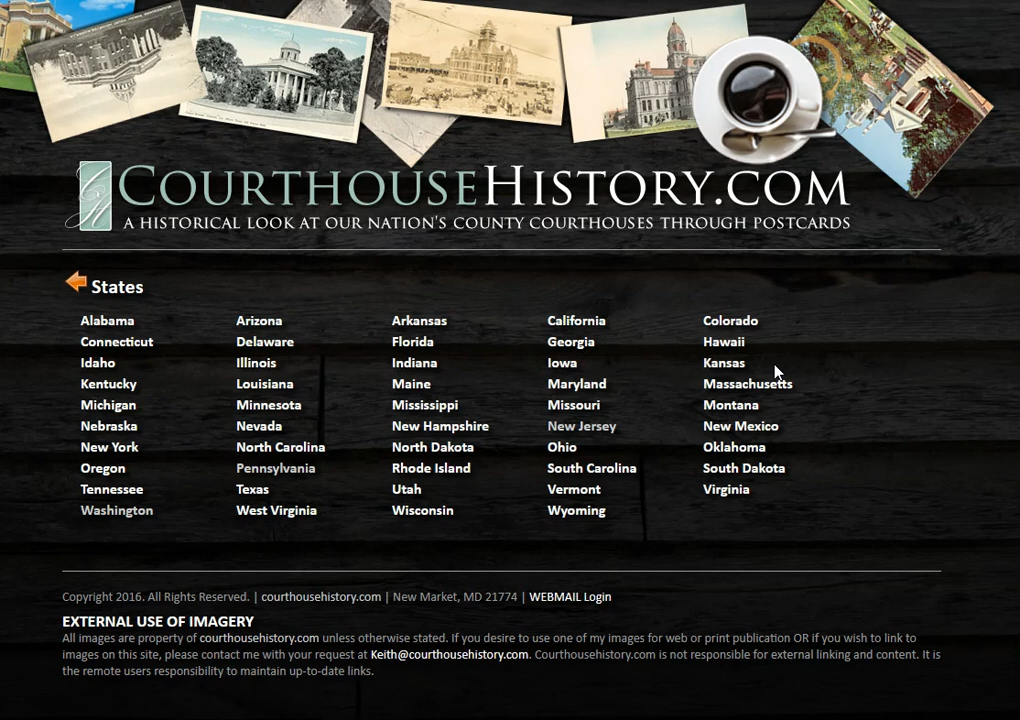 COURTHOUSEHISTORY.COM
A HISTORICAL LOOK AT OUR NATION'S COUNTY COURTHOUSES THROUGH POSTCARDS
States
Alabama Arizona Arkansas California Colorado
Connecticut Delaware Florida Georgia Hawaii
Idaho Illinois Indiana Iowa Kansas
Kentucky Louisiana Maine Maryland Massachusetts
Michigan Minnesota Mississippi Missouri Montana
Nebraska Nevada New Hampshire New Jersey New Mexico
New York North Carolina North Dakota Ohio Oklahoma
Oregon Pennsylvania Rhode Island South Carolina South Dakota
Tennessee Texas Utah Vermont Virginia
Washington West Virginia Wisconsin Wyoming
Copyright 2016. All Rights Reserved. | courthousehistory.com | New Market, MD 21774 | WEBMAIL Login
EXTERNAL USE OF IMAGERY
All images are property of courthousehistory.com unless otherwise stated. If you desire to use one of my images for web or print publication OR if you wish to link to
images on this site, please contact me with your request at Keith@courthousehistory.com. Courthousehistory.com is not responsible for external linking and content. It is
the remote users responsibility to maintain up-to-date links.